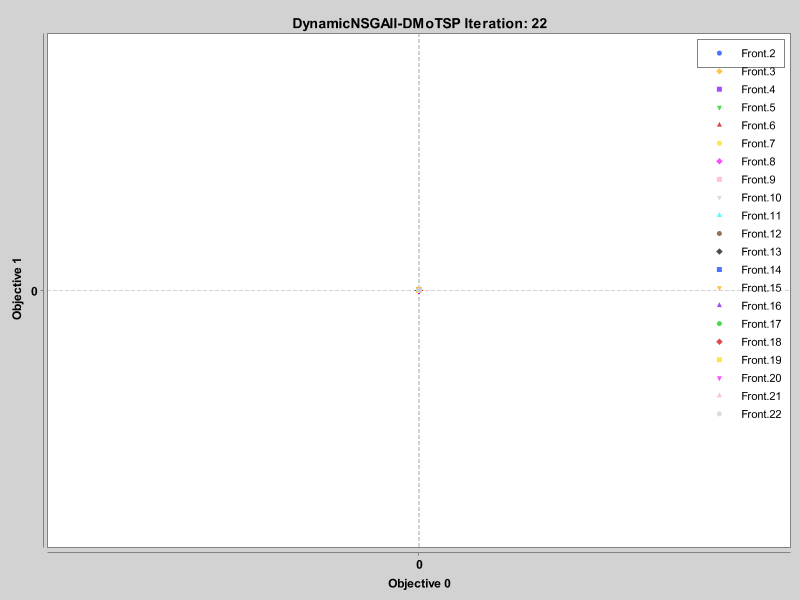 DynamicNSGAII-DMoTSP Iteration: 22
Front.2
Front.3
Front.4
Front.5
Front.6
Front.7
Front.8
Front.9
Front.10
Front.11
Front.12
Front.13
Front.14
Front.15
Front.16
Front.17
Front.18
Front.19
Front.20
Front.21
Front.22
Objective 1
0
0
Objective 0